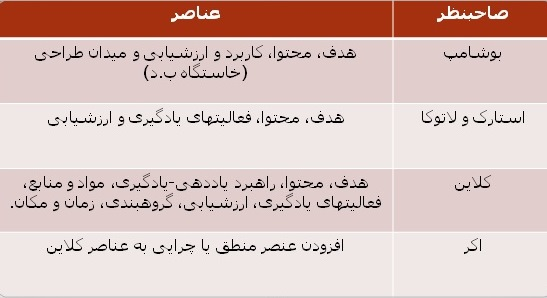 صاحبنظر
عناصر
بوشامپ
هدف، محتوا، کاربرد و ارزشیابی و میدان طراحی
(خاستگاه ب.د)
استارک و لاتوکا
هدف، محتوا، فعالیتهای یادگیری و ارزشیابی
کلاین
هدف، محتوا، راهبرد یاددهی-یادگیری، مواد و منابع،
فعالیتهای یادگیری، ارزشیابی، گروهبندی، زمان و مکان.
اکر
افزودن عنصر منطق یا چرایی به عناصر کلاین